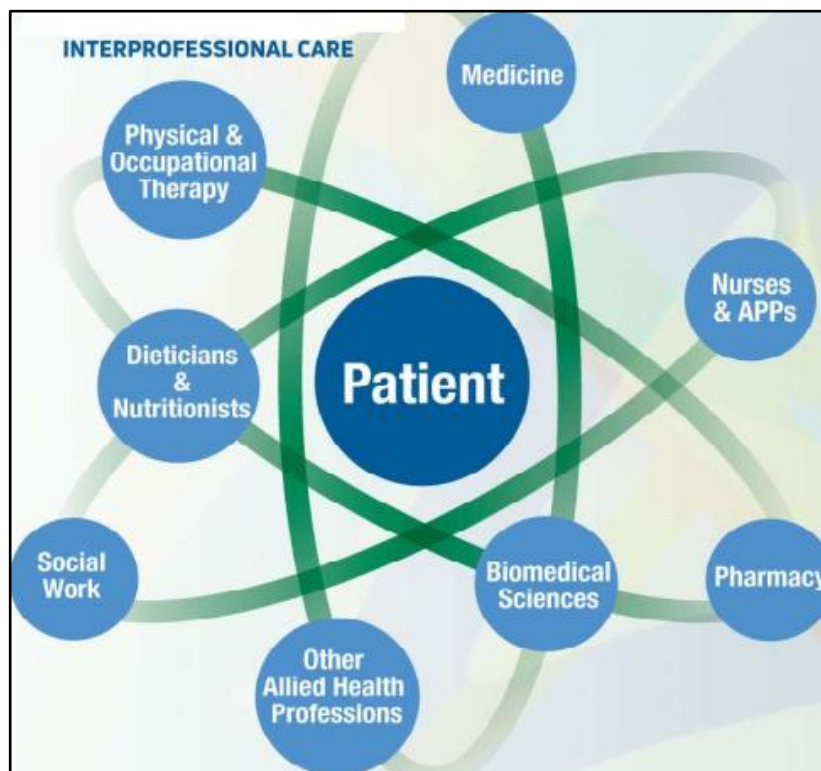 INTERPROFESSIONAL CARE
Medicine
Physical &
Occupational
Therapy
Nurses
& APPs
Dieticians
&
Nutritionists
Patient
Social
Work
Biomedical
Sciences
Pharmacy
Other
Allied Health
Professions